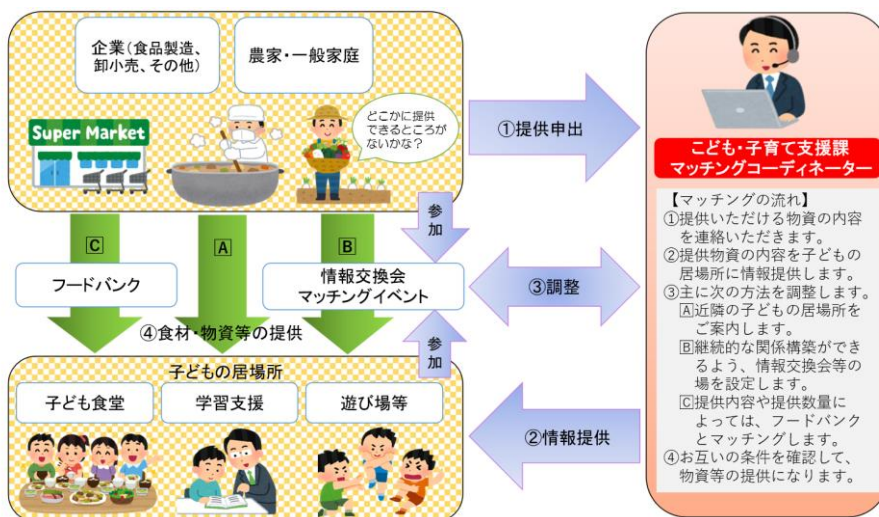 企業(食品製造、
卸小売、その他)
農家・一般家庭
Super Market
どこかに提供
できるところが
ないかな?
①提供申出
こども・子育て支援課
マッチングコーディネーター
【マッチングの流れ】
①提供いただける物資の内容
を連絡いただきます。
②提供物資の内容を子どもの
居場所に情報提供します。
③主に次の方法を調整します。
🄰近隣の子どもの居場所を
ご案内します。
🄱継続的な関係構築ができ
るよう、情報交換会等の
場を設定します。
🄲提供内容や提供数量に
よっては、フードバンク
とマッチングします。
④お互いの条件を確認して、
物資等の提供になります。
参加
🄲
🄰
🄱
フードバンク
情報交換会
マッチングイベント
③調整
④食材・物資等の提供
参加
子どもの居場所
子ども食堂
学習支援
遊び場等
②情報提供